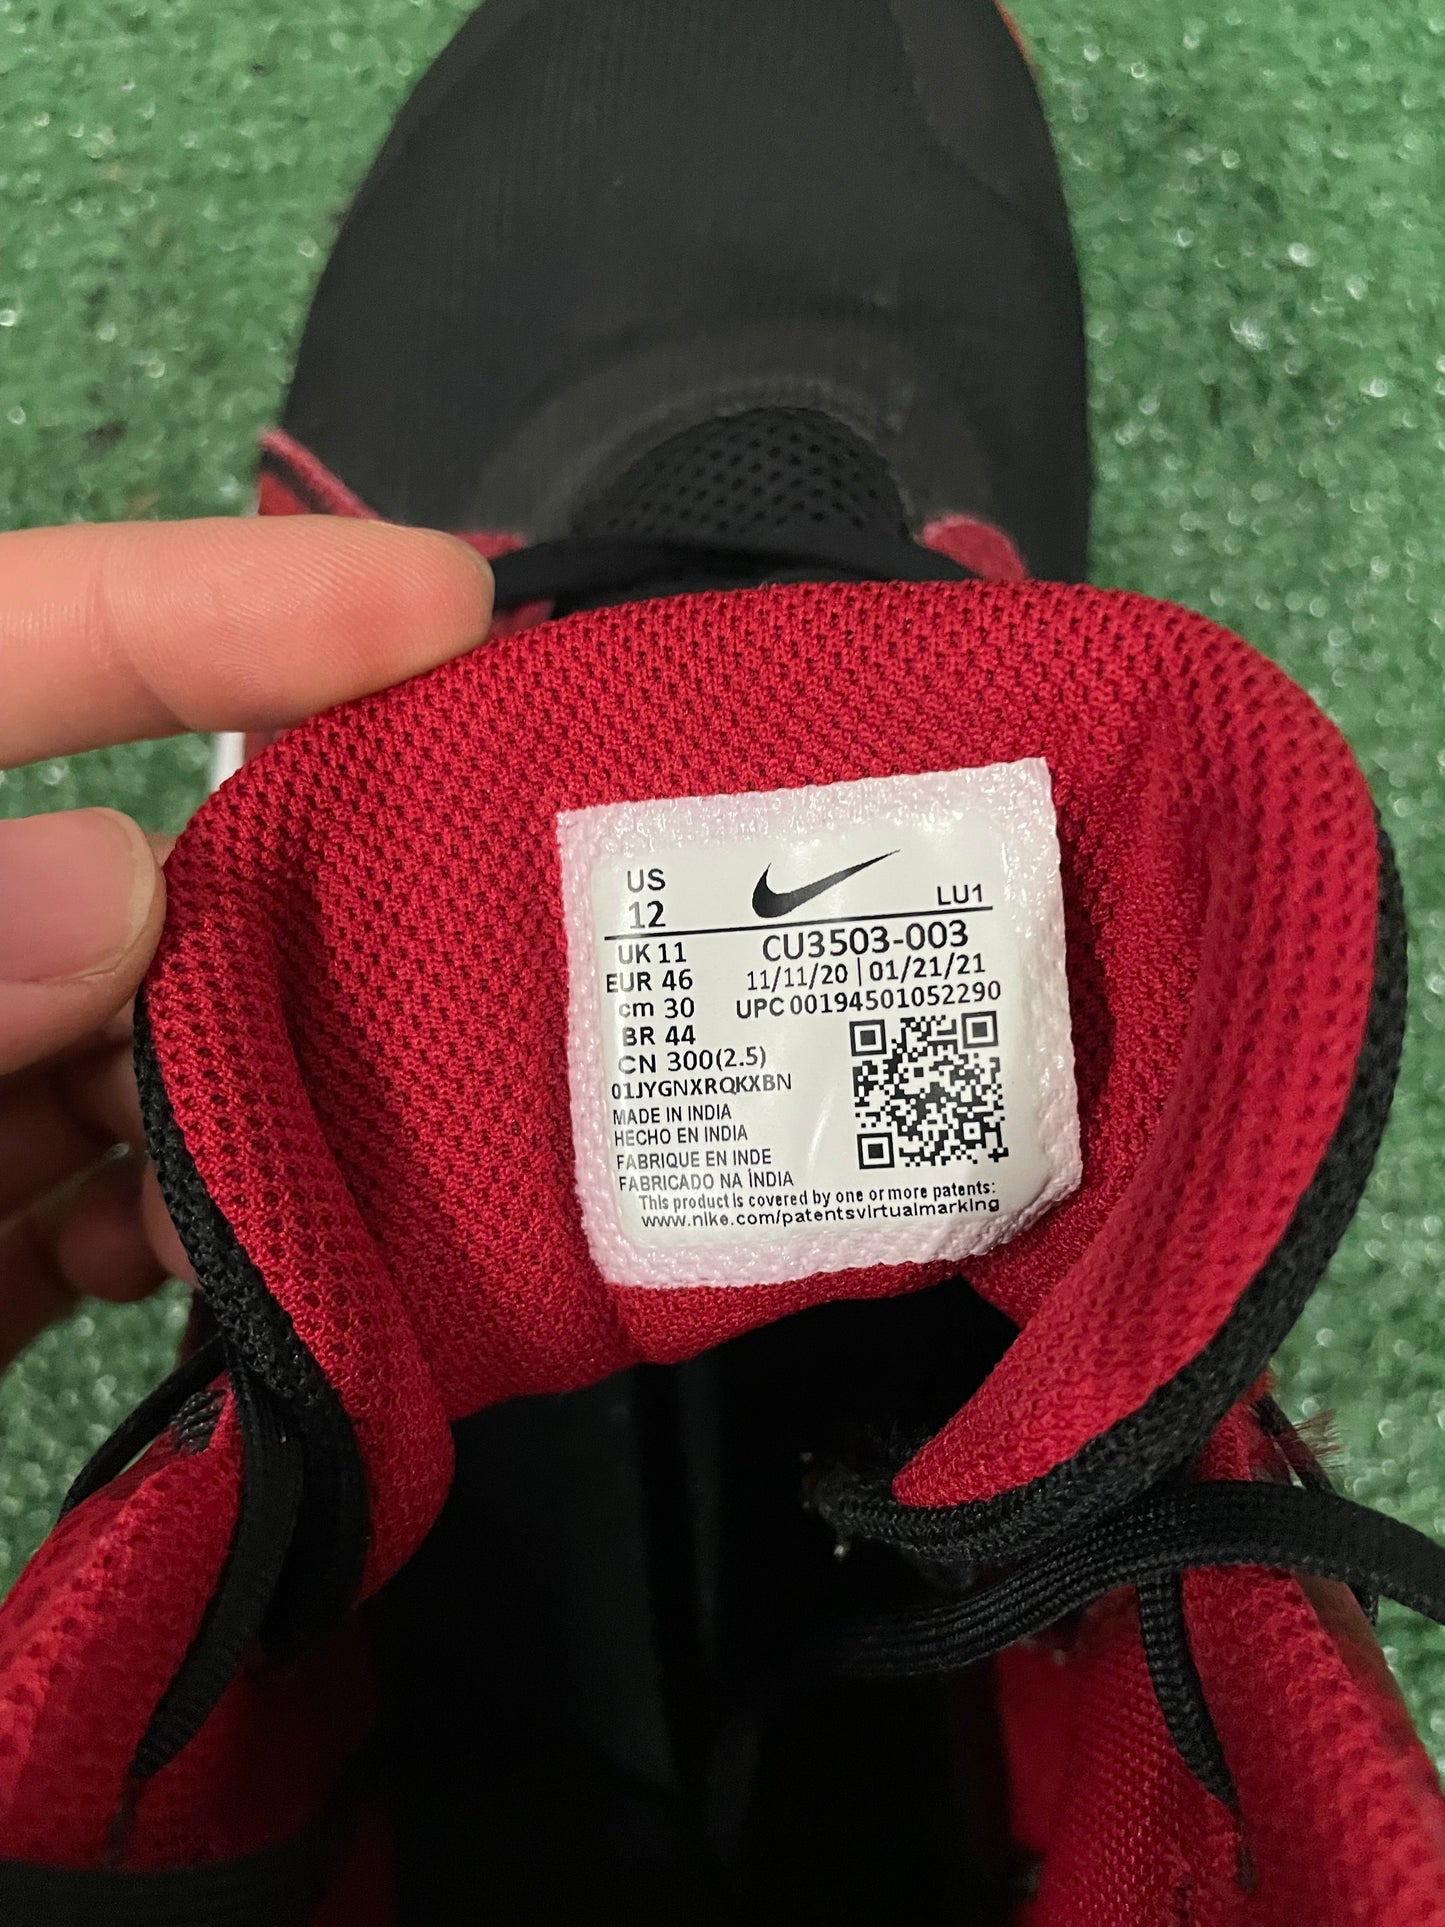 US
12
LU1
UK 11
EUR 46
cm 30
BR 44
CN 300(2.5)
CU3503-003
11/11/20 | 01/21/21
UPC 00194501052290
01JYGNXRQKXBN
MADE IN INDIA
HECHO EN INDIA
FABRIQUE EN INDE
FABRICADO NA ÍNDIA
This product is covered by one or more patents:
www.nike.com/patentsvirtualmarking